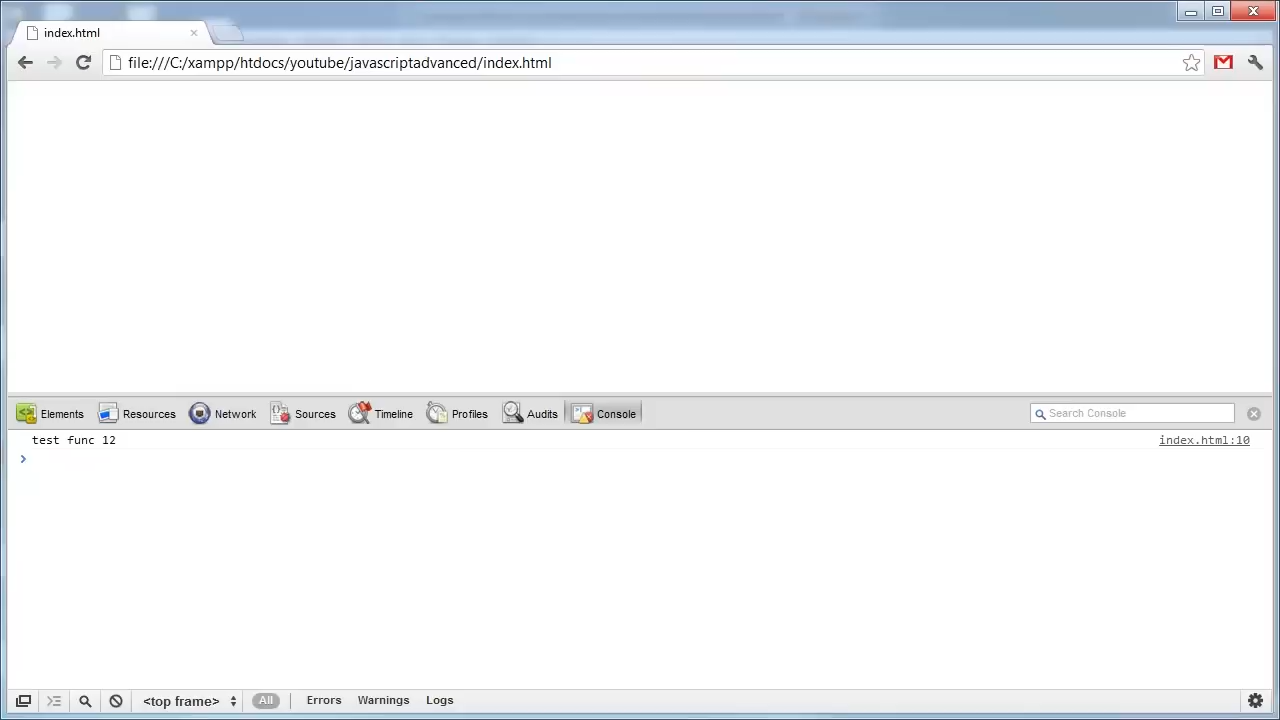 index.html
file:///C:/xampp/htdocs/youtube/javascriptadvanced/index.html
Elements Resources Network Sources Timeline Profiles Audits Console Search Console
test func 12 index.html:10
<top frame> All Errors Warnings Logs